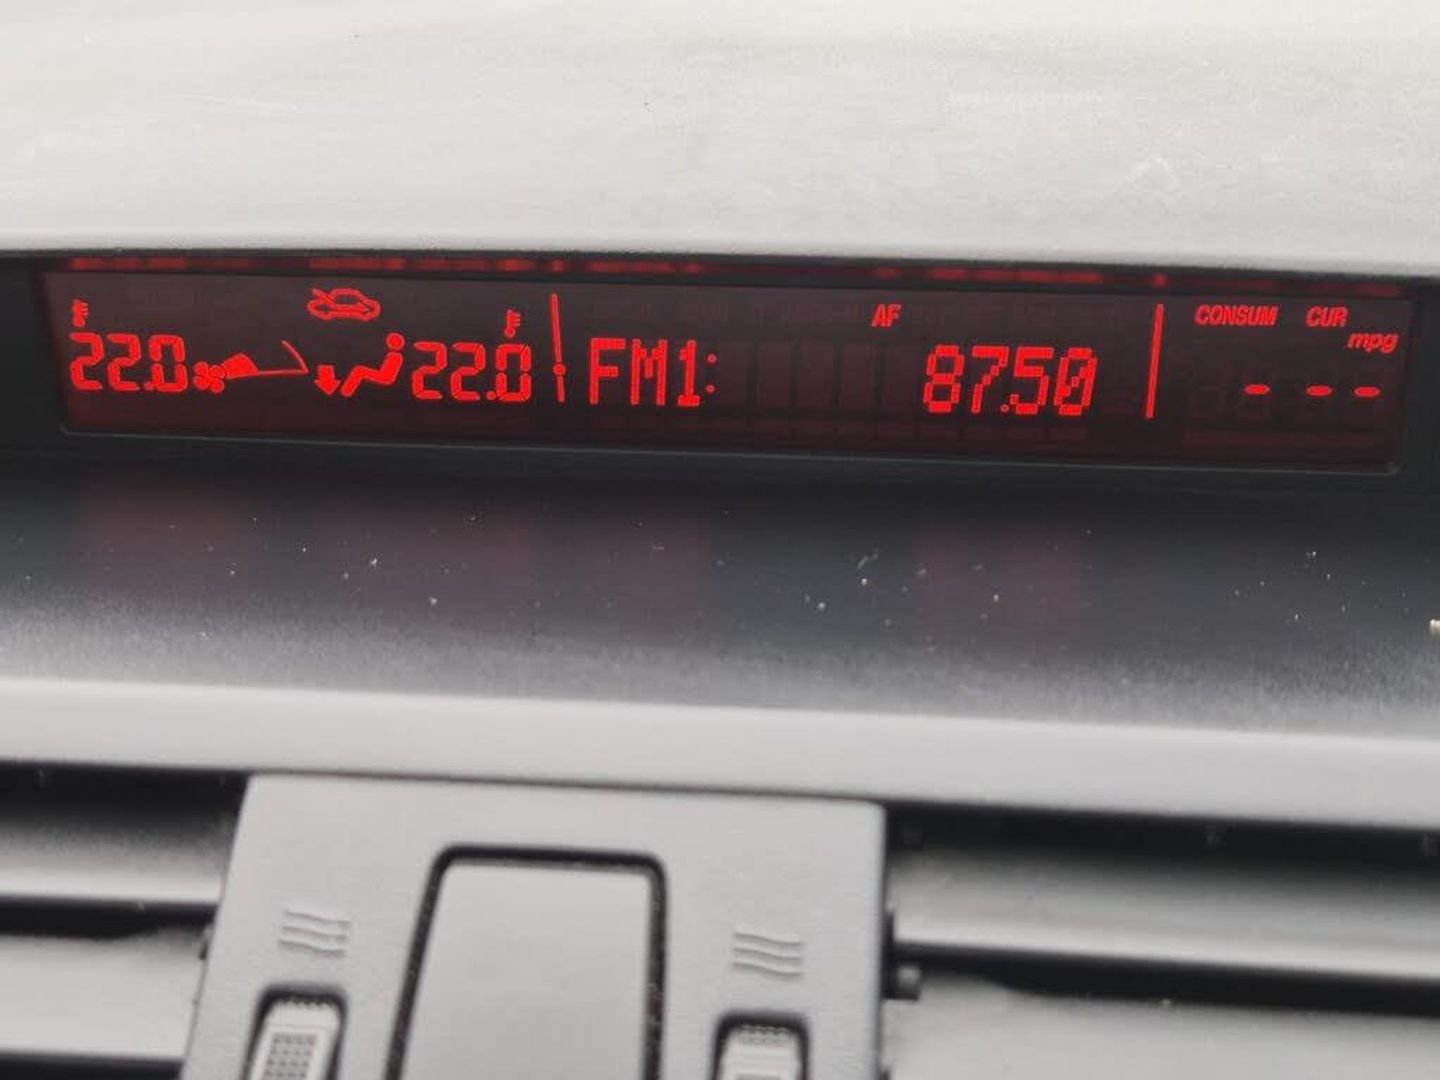 AF
CONSUM CUR
mpg
22.0 22.0 FM1: 87.50 - - -